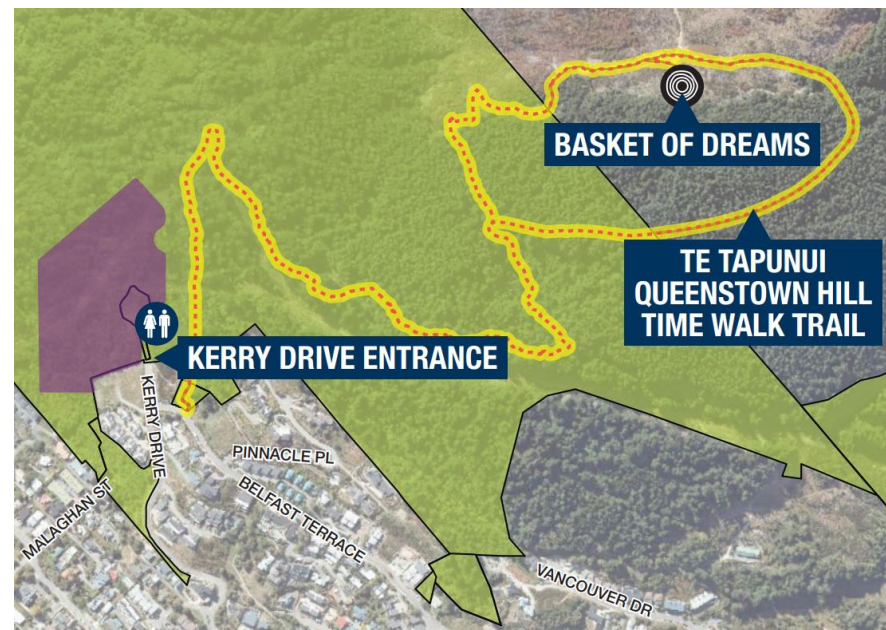 BASKET OF DREAMS
TE TAPUNUI
QUEENSTOWN HILL
TIME WALK TRAIL
KERRY DRIVE ENTRANCE
KERRY DRIVE
PINNACLE PL
MALAGHAN ST
BELFAST TERRACE
VANCOUVER DR